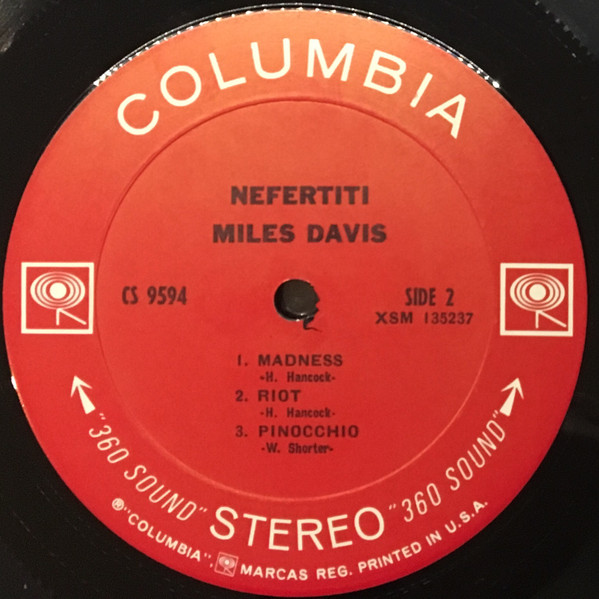 COLUMBIA
NEFERTITI
MILES DAVIS
CS 9594
SIDE 2
XSM 135237
1. MADNESS
-H. Hancock-
2. RIOT
-H. Hancock-
3. PINOCCHIO
-W. Shorter-
"360 SOUND" STEREO "360 SOUND"
®"COLUMBIA", MARCAS REG. PRINTED IN U.S.A.